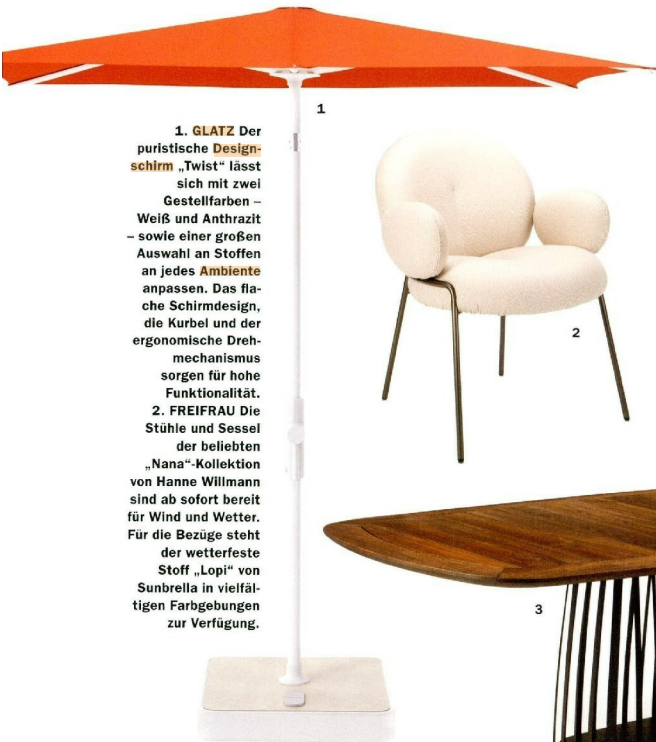 1
1. GLATZ Der
puristische Design-
schirm „Twist“ lässt
sich mit zwei
Gestellfarben –
Weiß und Anthrazit
– sowie einer großen
Auswahl an Stoffen
an jedes Ambiente
anpassen. Das fla-
che Schirmdesign,
die Kurbel und der
ergonomische Dreh-
mechanismus
sorgen für hohe
Funktionalität.
2. FREIFRAU Die
Stühle und Sessel
der beliebten
„Nana“-Kollektion
von Hanne Willmann
sind ab sofort bereit
für Wind und Wetter.
Für die Bezüge steht
der wetterfeste
Stoff „Lopi“ von
Sunbrella in vielfäl-
tigen Farbgebungen
zur Verfügung.
2
3